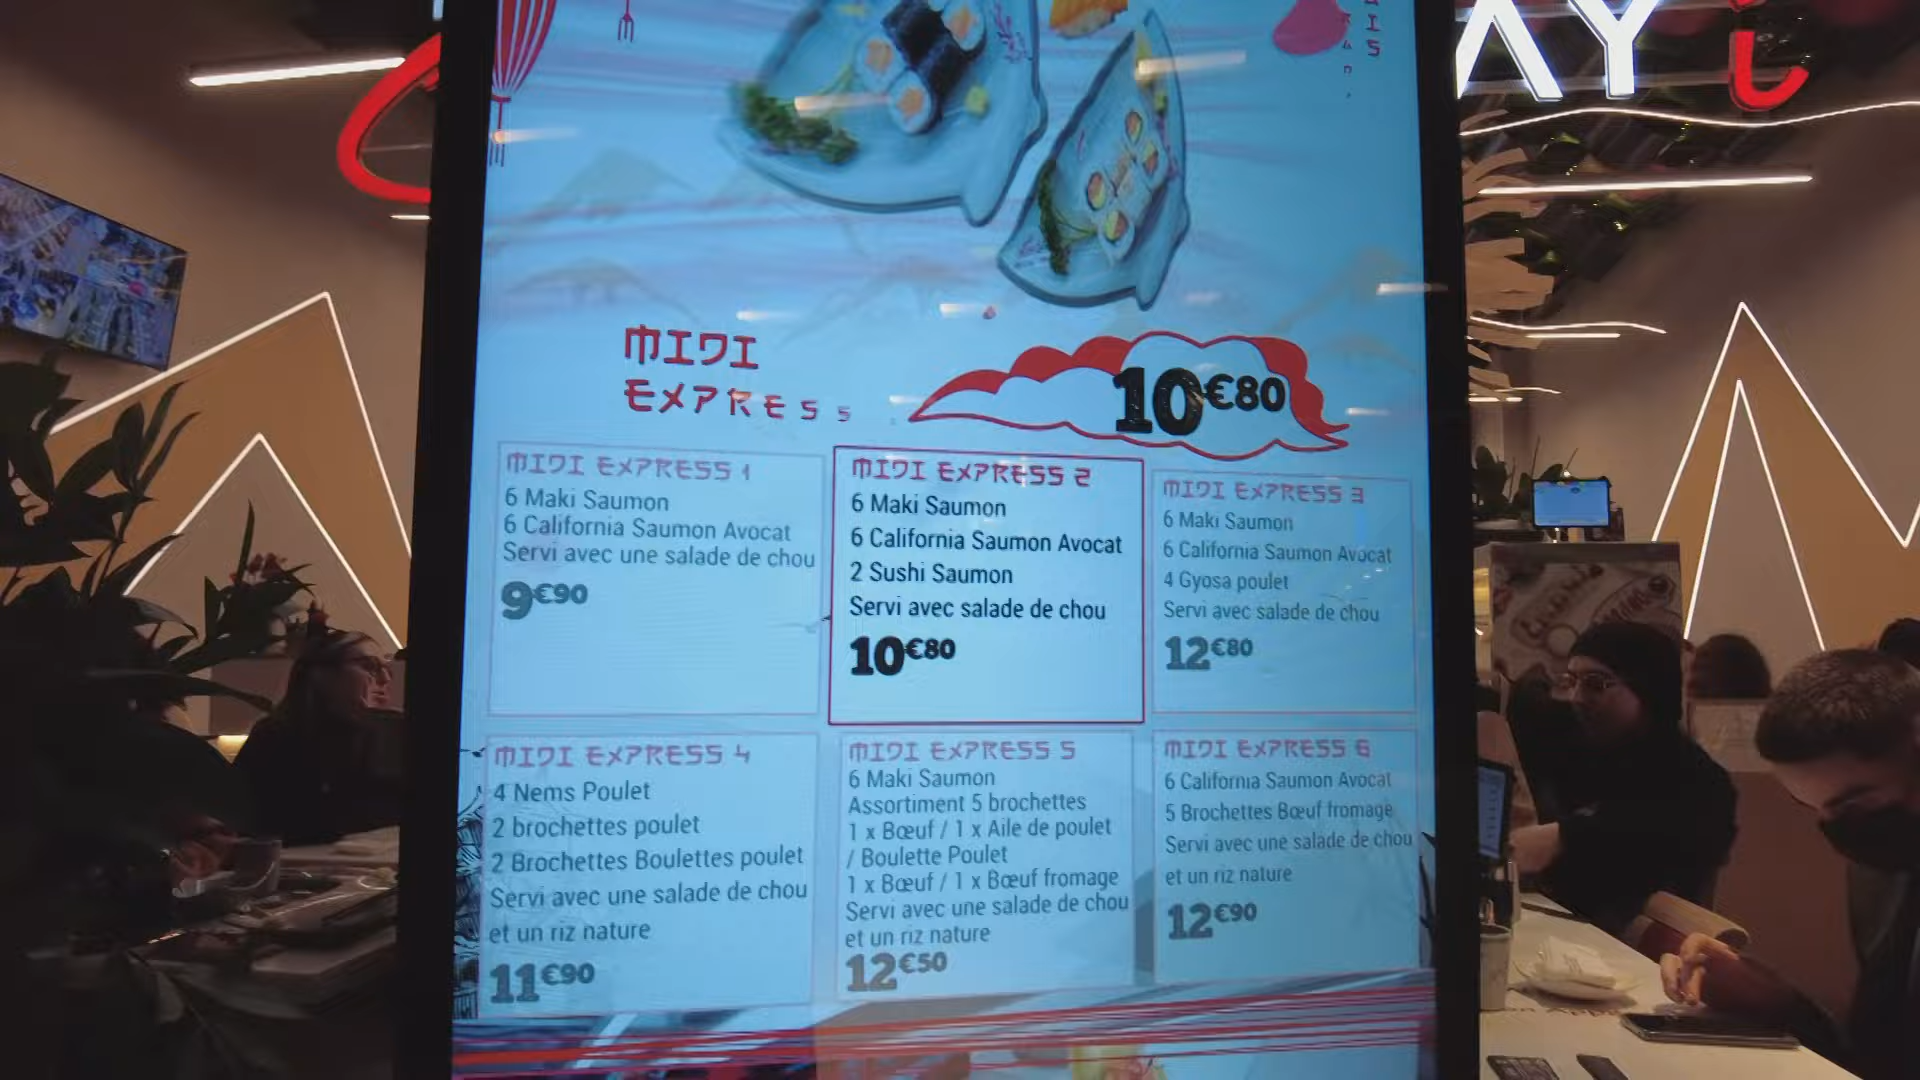 AY
MIDI
EXPRESS
10€80
MIDI EXPRESS 1
6 Maki Saumon
6 California Saumon Avocat
Servi avec une salade de chou
9€90
MIDI EXPRESS 2
6 Maki Saumon
6 California Saumon Avocat
2 Sushi Saumon
Servi avec salade de chou
10€80
MIDI EXPRESS 3
6 Maki Saumon
6 California Saumon Avocat
4 Gyosa poulet
Servi avec salade de chou
12€80
MIDI EXPRESS 4
4 Nems Poulet
2 brochettes poulet
2 Brochettes Boulettes poulet
Servi avec une salade de chou
et un riz nature
11€90
MIDI EXPRESS 5
6 Maki Saumon
Assortiment 5 brochettes
1 x Bœuf / 1 x Aile de poulet
/ Boulette Poulet
1 x Bœuf / 1 x Bœuf fromage
Servi avec une salade de chou
et un riz nature
12€50
MIDI EXPRESS 6
6 California Saumon Avocat
5 Brochettes Bœuf fromage
Servi avec une salade de chou
et un riz nature
12€90